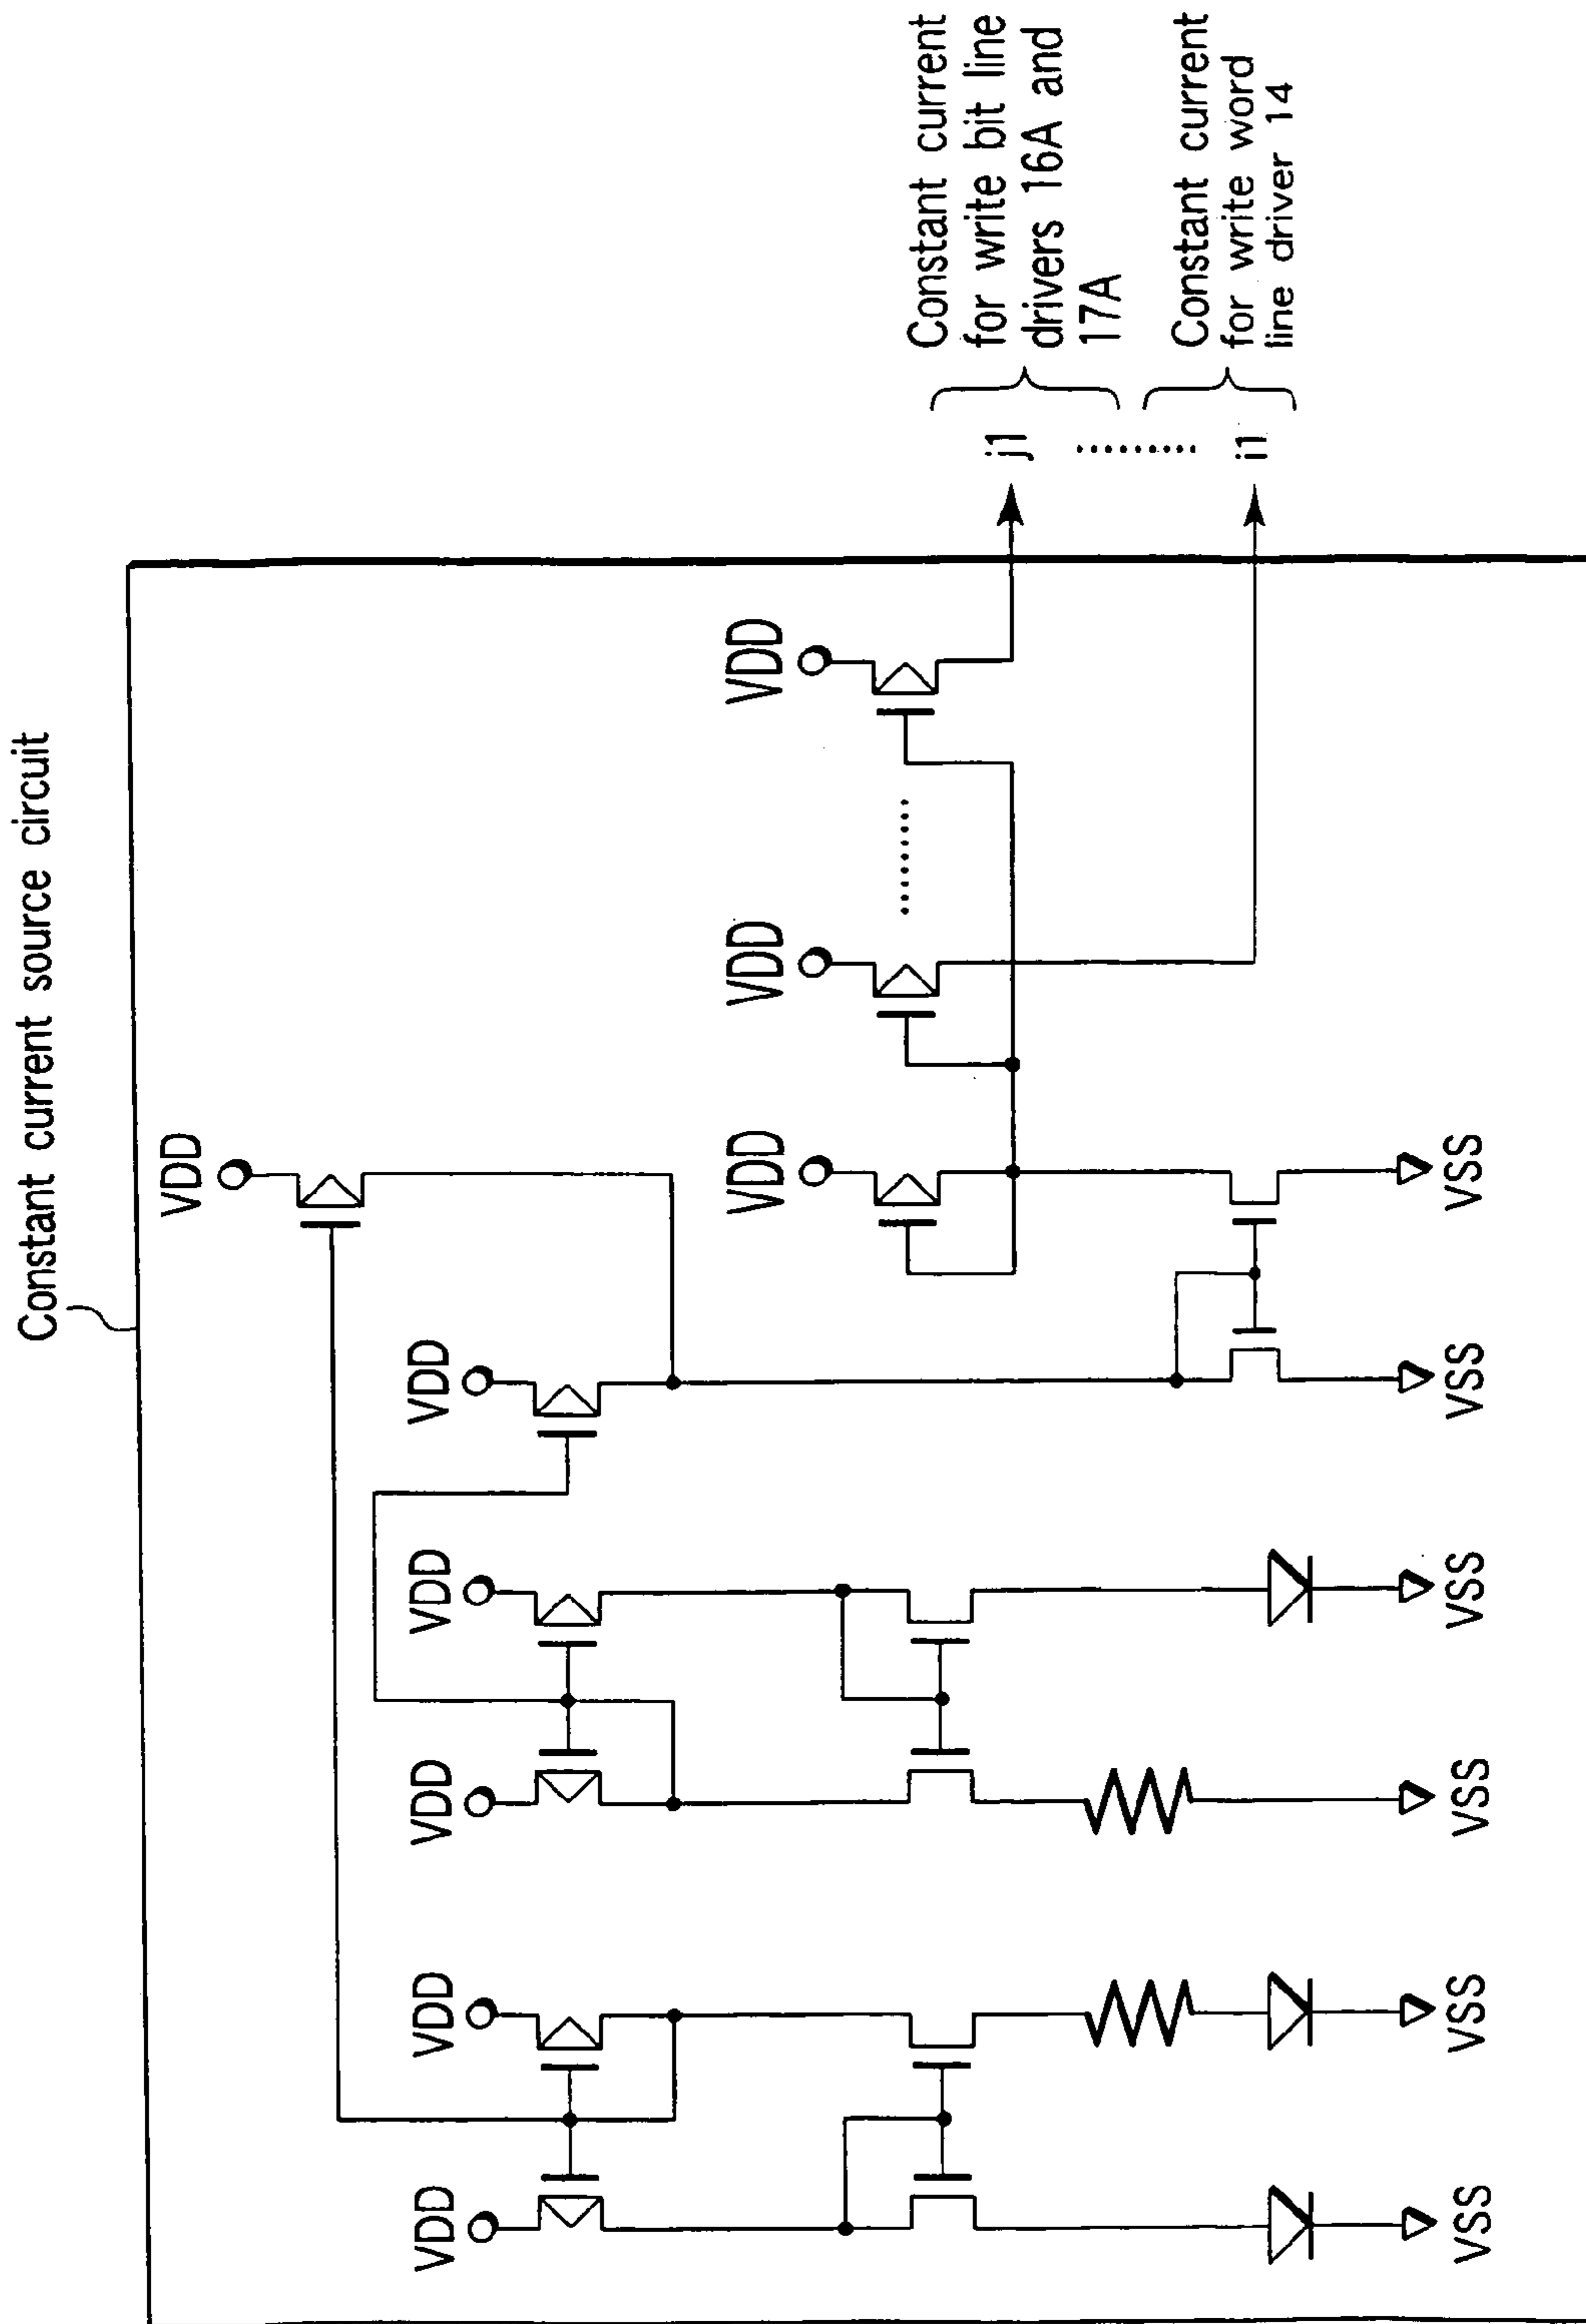 Constant current source circuit
VDD
VDD VDD VDD VDD VDD
VDD VDD VDD
j1
Constant current
for write bit line
drivers 16A and
17A
i1
Constant current
for write word
line driver 14
VSS VSS VSS VSS VSS VSS